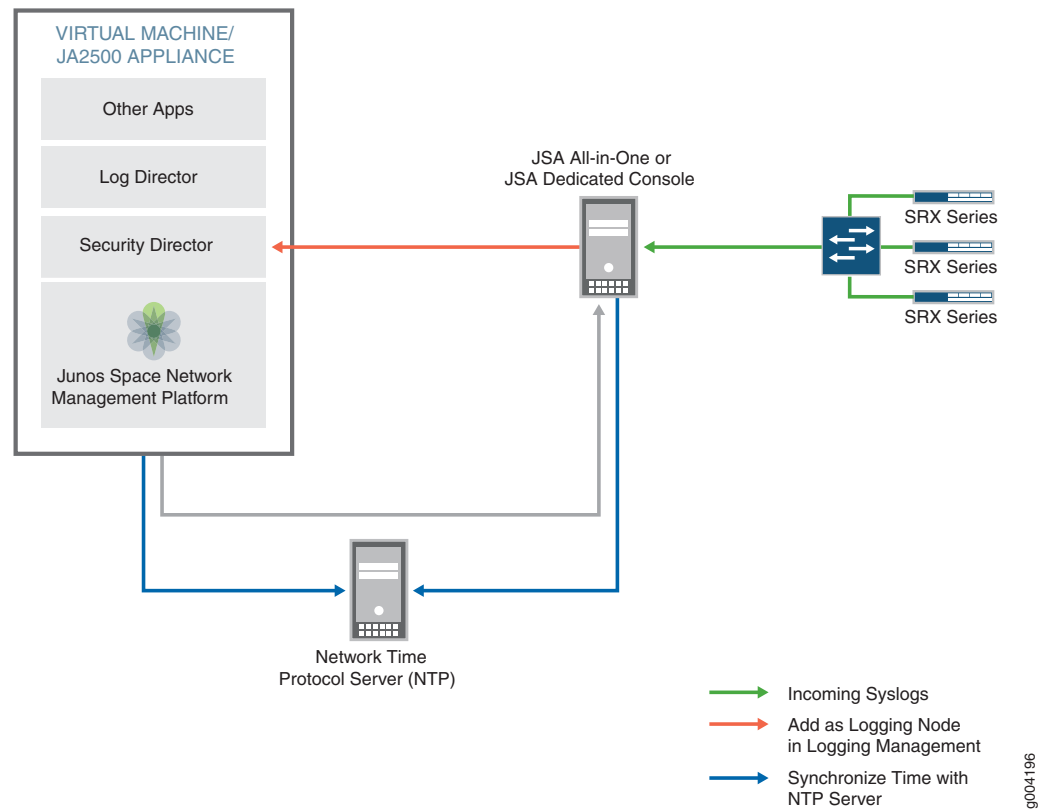 VIRTUAL MACHINE/
JA2500 APPLIANCE
Other Apps
Log Director
Security Director
Junos Space Network
Management Platform
JSA All-in-One or
JSA Dedicated Console
SRX Series
SRX Series
SRX Series
Network Time
Protocol Server (NTP)
Incoming Syslogs
Add as Logging Node
in Logging Management
Synchronize Time with
NTP Server
g004196